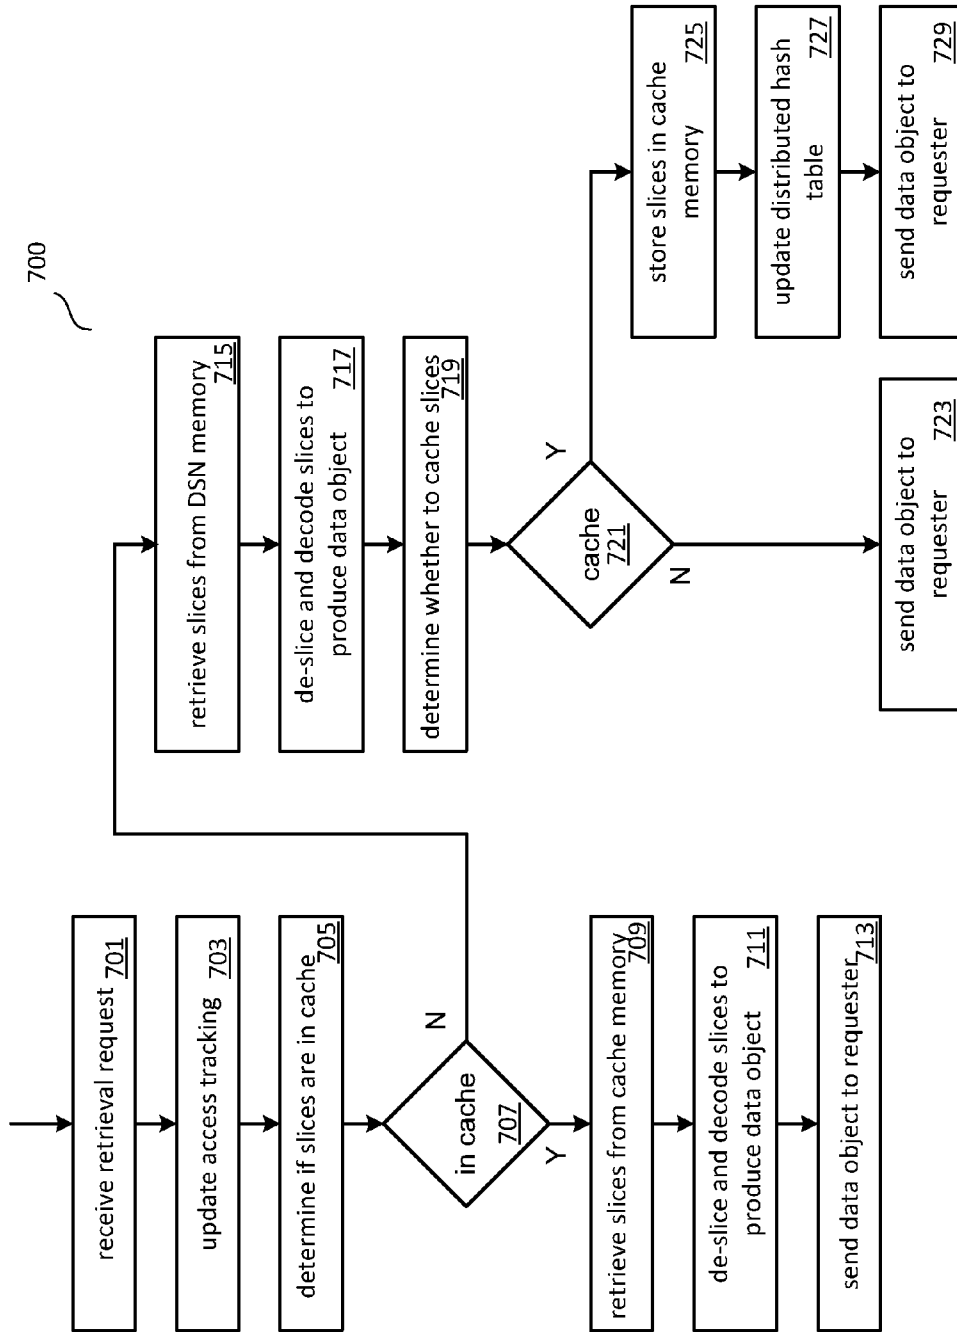 700
receive retrieval request
701
update access tracking
703
determine if slices are in cache
705
in cache
707
N
Y
retrieve slices from cache memory
709
de-slice and decode slices to
produce data object
711
send data object to requester
713
retrieve slices from DSN memory
715
de-slice and decode slices to
produce data object
717
determine whether to cache slices
719
cache
721
Y
N
send data object to
requester
723
store slices in cache
memory
725
update distributed hash
table
727
send data object to
requester
729